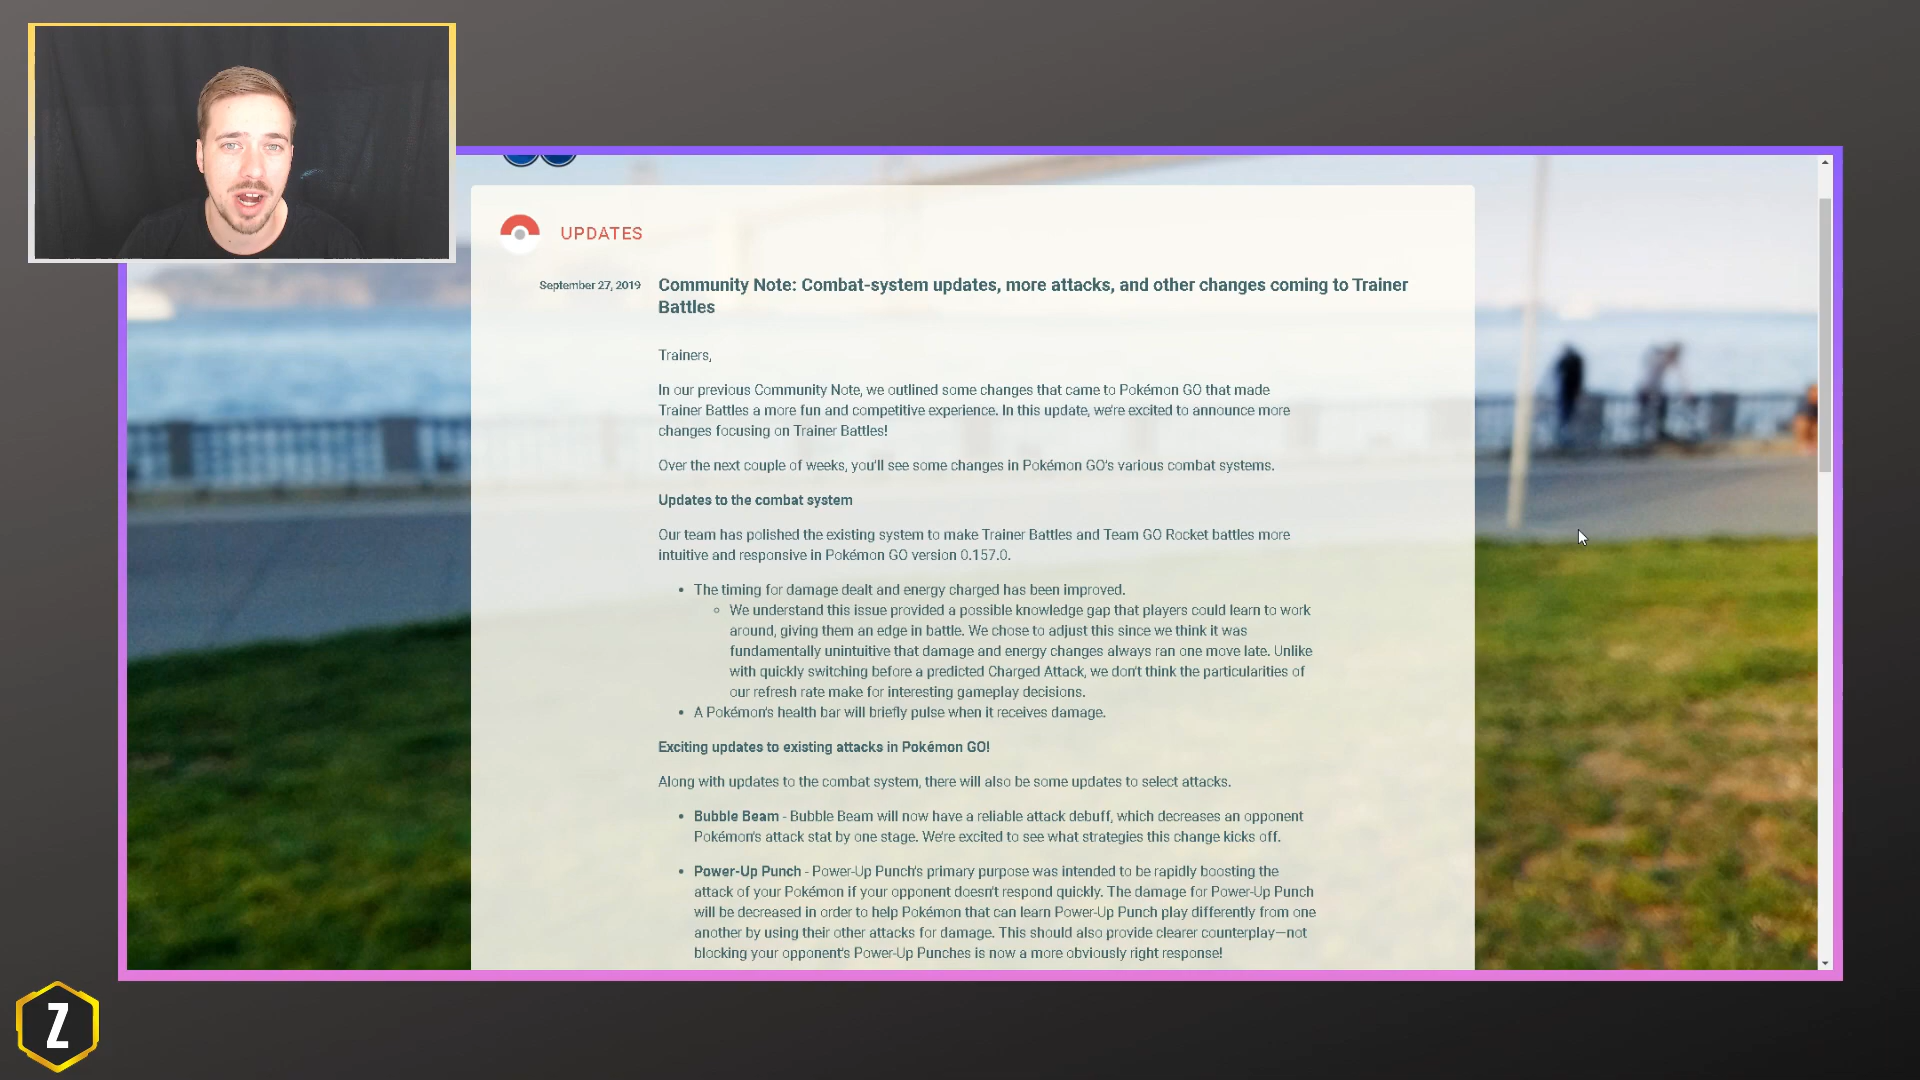 UPDATES
September 27, 2019
Community Note: Combat-system updates, more attacks, and other changes coming to Trainer
Battles
Trainers,
In our previous Community Note, we outlined some changes that came to Pokémon GO that made
Trainer Battles a more fun and competitive experience. In this update, we're excited to announce more
changes focusing on Trainer Battles!
Over the next couple of weeks, you'll see some changes in Pokémon GO's various combat systems.
Updates to the combat system
Our team has polished the existing system to make Trainer Battles and Team GO Rocket battles more
intuitive and responsive in Pokémon GO version 0.157.0.
• The timing for damage dealt and energy charged has been improved.
◦ We understand this issue provided a possible knowledge gap that players could learn to work
around, giving them an edge in battle. We chose to adjust this since we think it was
fundamentally unintuitive that damage and energy changes always ran one move late. Unlike
with quickly switching before a predicted Charged Attack, we don't think the particularities of
our refresh rate make for interesting gameplay decisions.
• A Pokémon's health bar will briefly pulse when it receives damage.
Exciting updates to existing attacks in Pokémon GO!
Along with updates to the combat system, there will also be some updates to select attacks.
• Bubble Beam - Bubble Beam will now have a reliable attack debuff, which decreases an opponent
Pokémon's attack stat by one stage. We're excited to see what strategies this change kicks off.
• Power-Up Punch - Power-Up Punch's primary purpose was intended to be rapidly boosting the
attack of your Pokémon if your opponent doesn't respond quickly. The damage for Power-Up Punch
will be decreased in order to help Pokémon that can learn Power-Up Punch play differently from one
another by using their other attacks for damage. This should also provide clearer counterplay—not
blocking your opponent's Power-Up Punches is now a more obviously right response!
Z